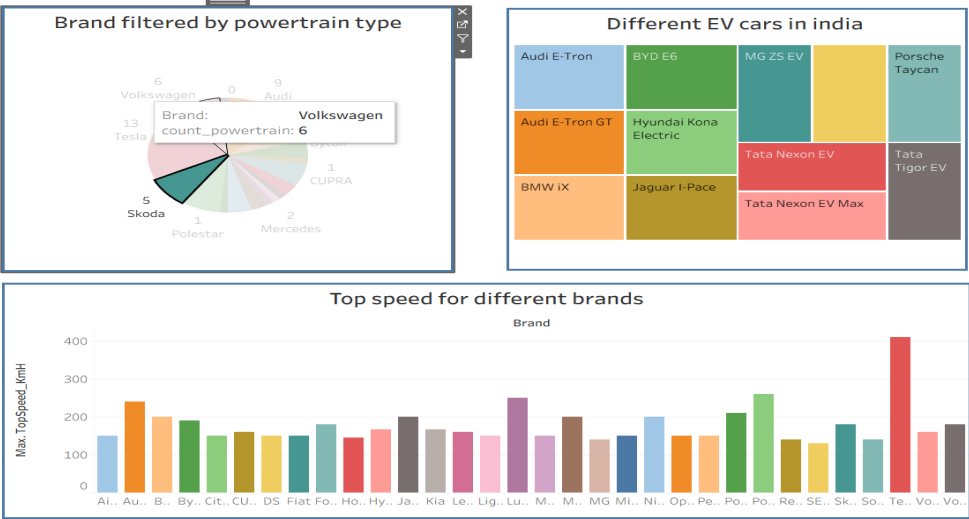 Brand filtered by powertrain type
6
Volkswagen
0
9
Audi
Brand: Volkswagen
count_powertrain: 6
13
Tesla
Byton
1
CUPRA
5
Skoda
1
Polestar
2
Mercedes
Different EV cars in india
Audi E-Tron
BYD E6
MG ZS EV
Porsche
Taycan
Audi E-Tron GT
Hyundai Kona
Electric
Tata Nexon EV
Tata
Tigor EV
BMW iX
Jaguar I-Pace
Tata Nexon EV Max
Top speed for different brands
Brand
Max. TopSpeed_KmH
400
300
200
100
0
Ai.. Au.. B.. By.. Cit.. CU.. DS Fiat Fo.. Ho.. Hy.. Ja.. Kia Le.. Lig.. Lu.. M.. M.. MG Mi.. Ni.. Op.. Pe.. Po.. Po.. Re.. SE.. Sk.. So.. Te.. Vo.. Vo..